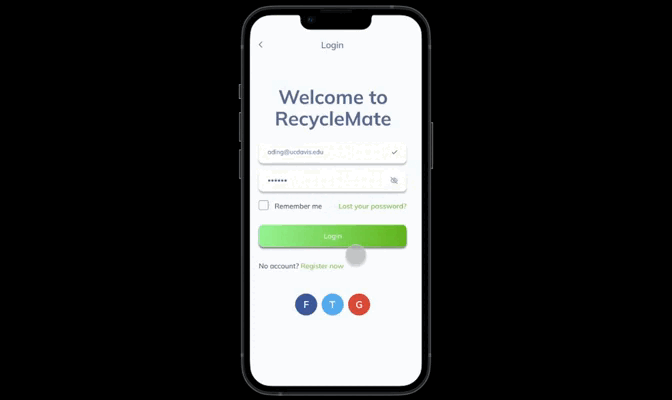 Login
Welcome to
RecycleMate
ading@ucdavis.edu
••••••
Remember me Lost your password?
Login
No account? Register now
F T G